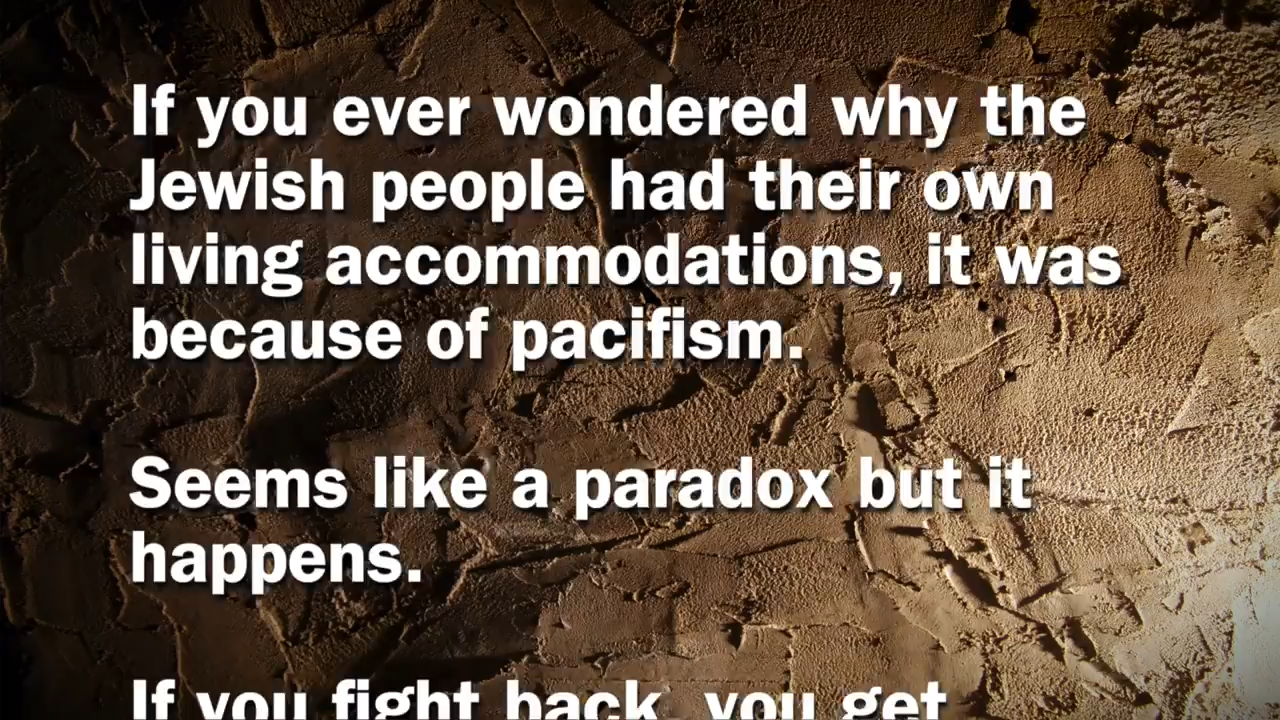 If you ever wondered why the
Jewish people had their own
living accommodations, it was
because of pacifism.
Seems like a paradox but it
happens.
If you fight back, you get